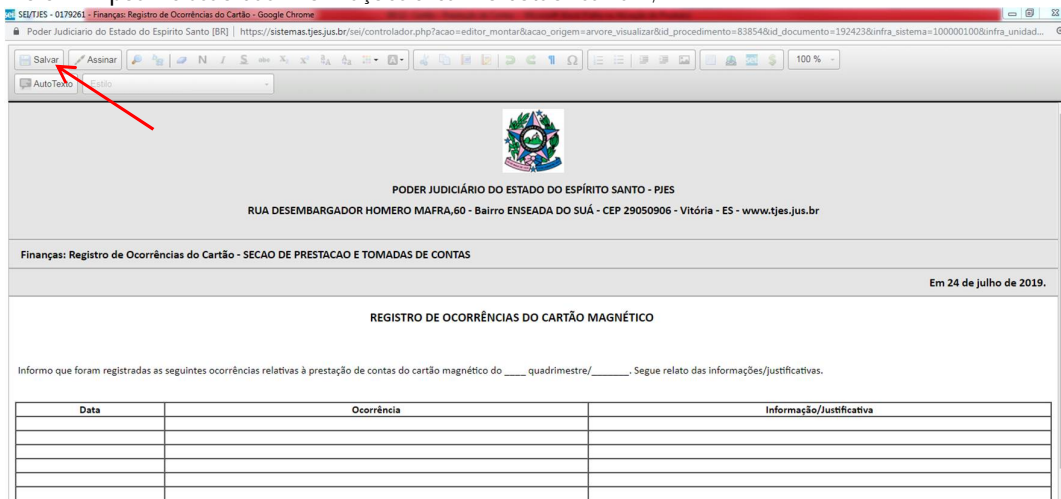 SEI/TJES - 0179261 - Finanças: Registro de Ocorrências do Cartão - Google Chrome
Poder Judiciario do Estado do Espirito Santo [BR] | https://sistemas.tjes.jus.br/sei/controlador.php?acao=editor_montar&acao_origem=arvore_visualizar&id_procedimento=83854&id_documento=192423&infra_sistema=100000100&infra_unidad...
Salvar Assinar N I S 100 %
AutoTexto Estilo
PODER JUDICIÁRIO DO ESTADO DO ESPÍRITO SANTO - PJES
RUA DESEMBARGADOR HOMERO MAFRA,60 - Bairro ENSEADA DO SUÁ - CEP 29050906 - Vitória - ES - www.tjes.jus.br
Finanças: Registro de Ocorrências do Cartão - SECAO DE PRESTACAO E TOMADAS DE CONTAS
Em 24 de julho de 2019.
REGISTRO DE OCORRÊNCIAS DO CARTÃO MAGNÉTICO
Informo que foram registradas as seguintes ocorrências relativas à prestação de contas do cartão magnético do ____ quadrimestre/_______. Segue relato das informações/justificativas.
Data Ocorrência Informação/Justificativa